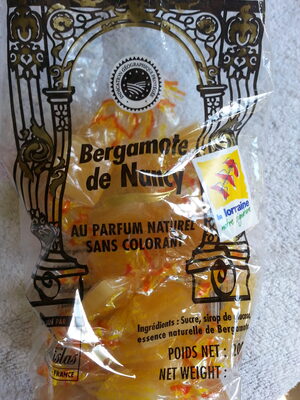 Bergamote
de Nancy
la lorraine
AU PARFUM NATUREL
SANS COLORANT
Ingrédients : Sucre, sirop de
essence naturelle de Bergamote
POIDS NET :
NET WEIGHT :
FRANCE